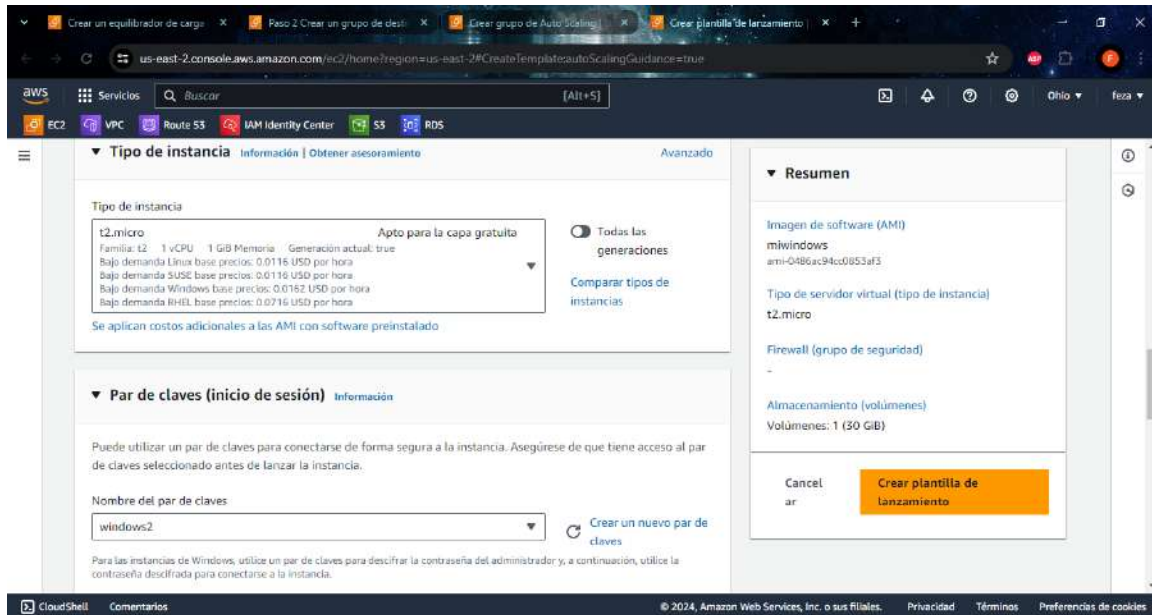 Crear un equilibrador de carga
Paso 2 Crear un grupo de desti
Crear grupo de Auto Scaling |
Crear plantilla de lanzamiento |
us-east-2.console.aws.amazon.com/ec2/home?region=us-east-2#CreateTemplate:autoScalingGuidance=true
ABP
F
aws
Servicios
Buscar
[Alt+S]
Ohio
feza
EC2
VPC
Route 53
IAM Identity Center
S3
RDS
Tipo de instancia Información | Obtener asesoramiento
Avanzado
Tipo de instancia
t2.micro
Apto para la capa gratuita
Familia: t2 1 vCPU 1 GiB Memoria Generación actual: true
Bajo demanda Linux base precios: 0.0116 USD por hora
Bajo demanda SUSE base precios: 0.0116 USD por hora
Bajo demanda Windows base precios: 0.0162 USD por hora
Bajo demanda RHEL base precios: 0.0716 USD por hora
Todas las
generaciones
Comparar tipos de
instancias
Se aplican costos adicionales a las AMI con software preinstalado
Par de claves (inicio de sesión) Información
Puede utilizar un par de claves para conectarse de forma segura a la instancia. Asegúrese de que tiene acceso al par
de claves seleccionado antes de lanzar la instancia.
Nombre del par de claves
windows2
Crear un nuevo par de
claves
Para las instancias de Windows, utilice un par de claves para descifrar la contraseña del administrador y, a continuación, utilice la
contraseña descifrada para conectarse a la instancia.
Resumen
Imagen de software (AMI)
miwindows
ami-0486ac94cc0853af3
Tipo de servidor virtual (tipo de instancia)
t2.micro
Firewall (grupo de seguridad)
-
Almacenamiento (volúmenes)
Volúmenes: 1 (30 GiB)
Cancel
ar
Crear plantilla de
lanzamiento
CloudShell
Comentarios
© 2024, Amazon Web Services, Inc. o sus filiales.
Privacidad
Términos
Preferencias de cookies